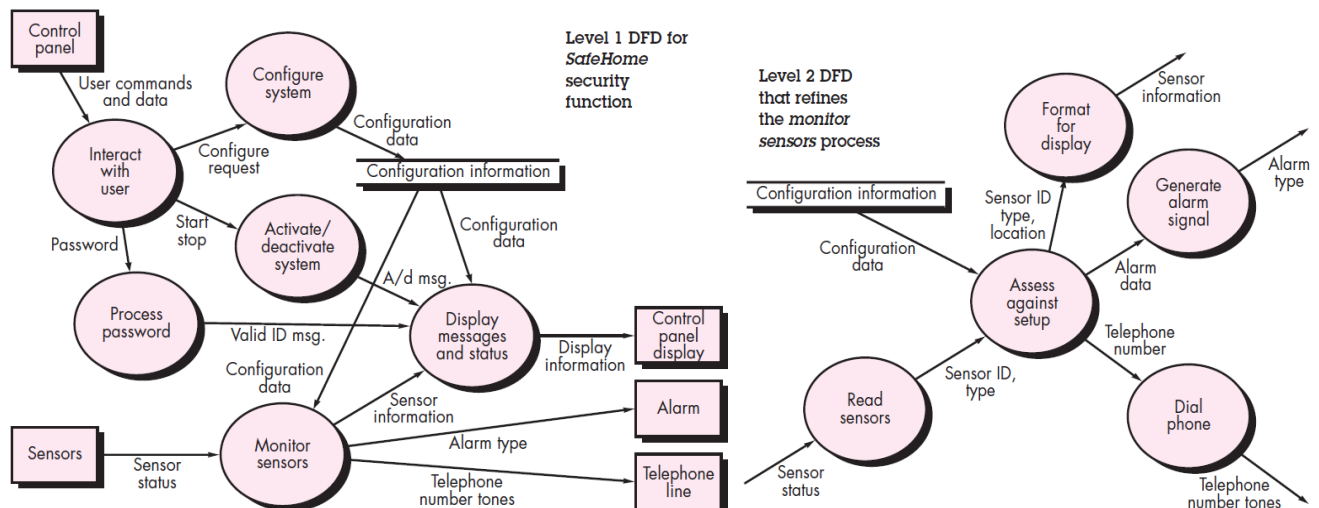 Control
panel
User commands
and data
Interact
with
user
Configure
system
Configure
request
Configuration
data
Configuration information
Start
stop
Password
Activate/
deactivate
system
Configuration
data
A/d msg.
Process
password
Valid ID msg.
Display
messages
and status
Display
information
Control
panel
display
Configuration
data
Sensor
information
Sensors
Sensor
status
Monitor
sensors
Alarm type
Alarm
Telephone
number tones
Telephone
line
Level 1 DFD for
SafeHome
security
function
Level 2 DFD
that refines
the monitor
sensors process
Configuration information
Configuration
data
Format
for
display
Sensor
information
Sensor ID
type,
location
Generate
alarm
signal
Alarm
type
Alarm
data
Assess
against
setup
Telephone
number
Sensor ID,
type
Read
sensors
Sensor
status
Dial
phone
Telephone
number tones